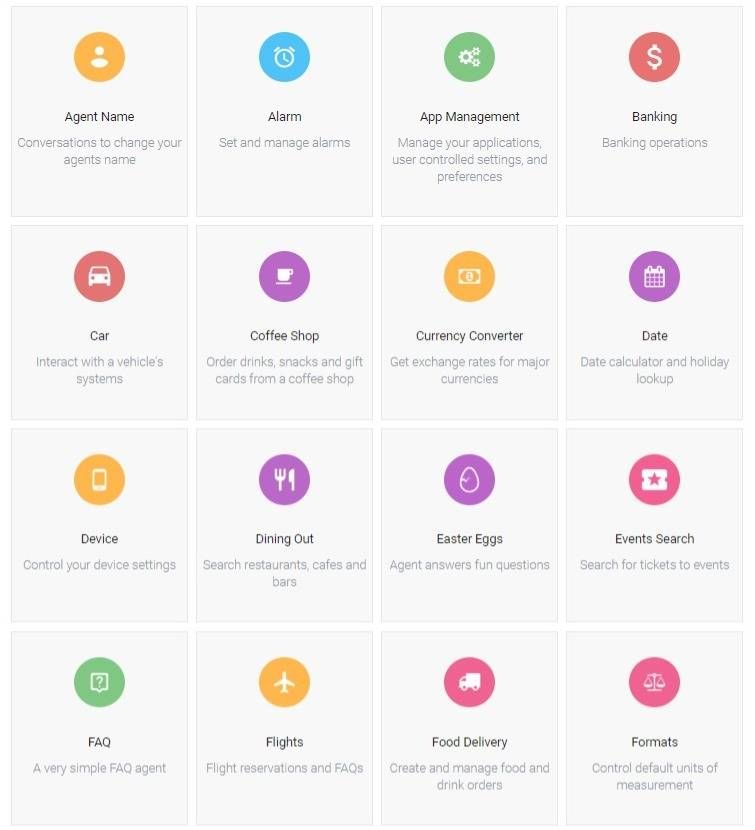 Agent Name
Conversations to change your
agents name
Alarm
Set and manage alarms
App Management
Manage your applications,
user controlled settings, and
preferences
Banking
Banking operations
Car
Interact with a vehicle's
systems
Coffee Shop
Order drinks, snacks and gift
cards from a coffee shop
Currency Converter
Get exchange rates for major
currencies
Date
Date calculator and holiday
lookup
Device
Control your device settings
Dining Out
Search restaurants, cafes and
bars
Easter Eggs
Agent answers fun questions
Events Search
Search for tickets to events
FAQ
A very simple FAQ agent
Flights
Flight reservations and FAQs
Food Delivery
Create and manage food and
drink orders
Formats
Control default units of
measurement